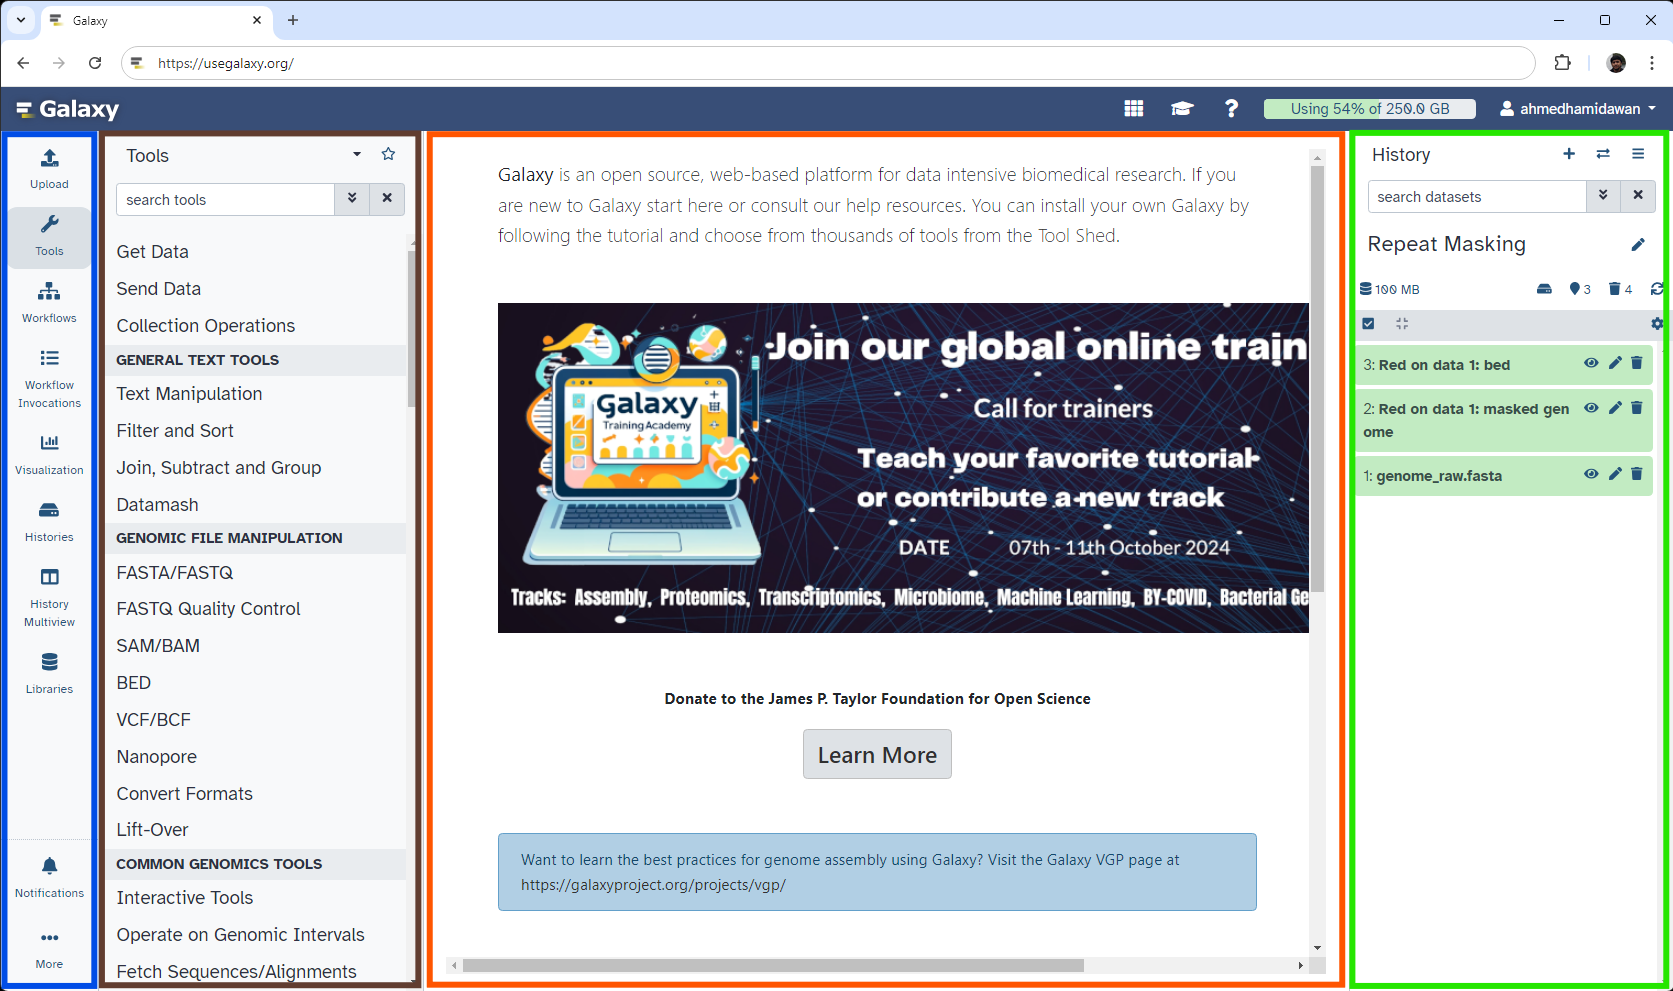 Galaxy
https://usegalaxy.org/
Galaxy
Using 54% of 250.0 GB
ahmedhamidawan
Upload
Tools
Workflows
Workflow
Invocations
Visualization
Histories
History
Multiview
Libraries
Notifications
More
Tools
search tools
Get Data
Send Data
Collection Operations
GENERAL TEXT TOOLS
Text Manipulation
Filter and Sort
Join, Subtract and Group
Datamash
GENOMIC FILE MANIPULATION
FASTA/FASTQ
FASTQ Quality Control
SAM/BAM
BED
VCF/BCF
Nanopore
Convert Formats
Lift-Over
COMMON GENOMICS TOOLS
Interactive Tools
Operate on Genomic Intervals
Fetch Sequences/Alignments
Galaxy is an open source, web-based platform for data intensive biomedical research. If you
are new to Galaxy start here or consult our help resources. You can install your own Galaxy by
following the tutorial and choose from thousands of tools from the Tool Shed.
Galaxy
Training Academy
Join our global online train
Call for trainers
Teach your favorite tutorial
or contribute a new track
DATE 07th - 11th October 2024
Tracks: Assembly, Proteomics, Transcriptomics, Microbiome, Machine Learning, BY-COVID, Bacterial Ge
Donate to the James P. Taylor Foundation for Open Science
Learn More
Want to learn the best practices for genome assembly using Galaxy? Visit the Galaxy VGP page at
https://galaxyproject.org/projects/vgp/
History
search datasets
Repeat Masking
100 MB
3
4
3: Red on data 1: bed
2: Red on data 1: masked gen
ome
1: genome_raw.fasta